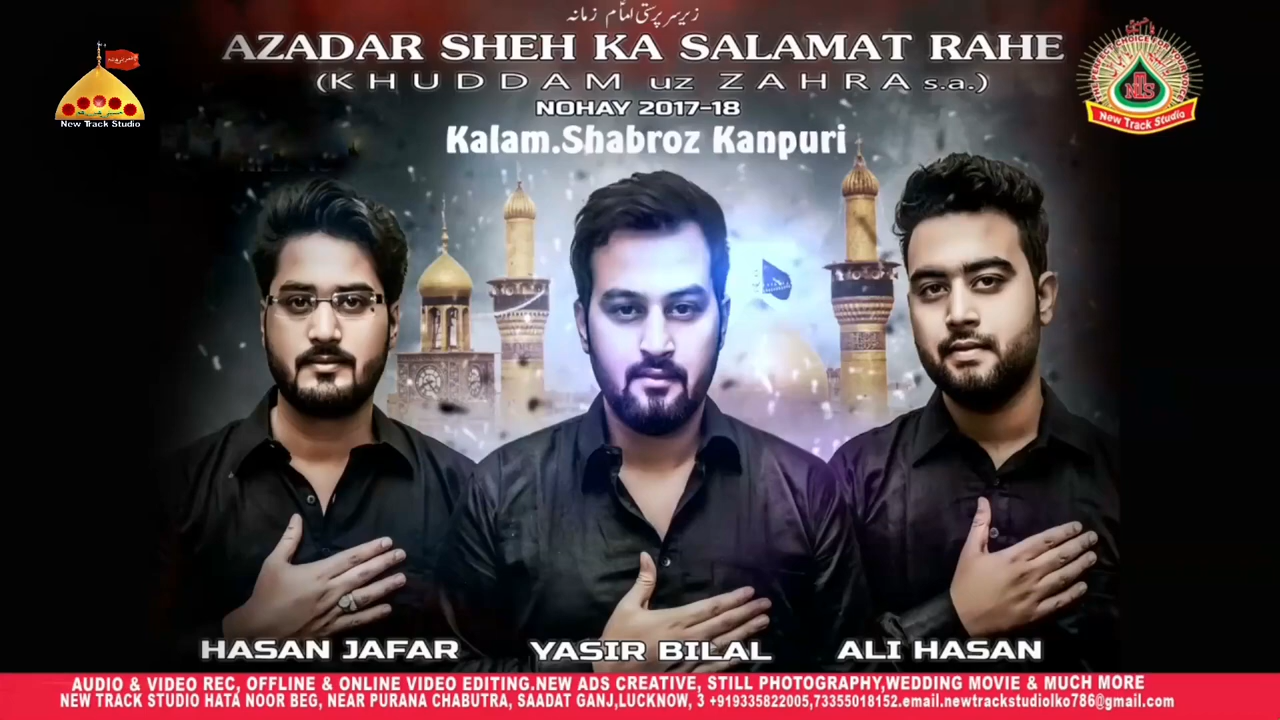 زیر سرپرستی امام زمانہ
AZADAR SHEH KA SALAMAT RAHE
(KHUDDAM uz ZAHRA s.a.)
NOHAY 2017-18
Kalam.Shabroz Kanpuri
New Track Studio
NTS
New Track Studio
HASAN JAFAR
YASIR BILAL
ALI HASAN
AUDIO & VIDEO REC, OFFLINE & ONLINE VIDEO EDITING.NEW ADS CREATIVE, STILL PHOTOGRAPHY,WEDDING MOVIE & MUCH MORE
NEW TRACK STUDIO HATA NOOR BEG, NEAR PURANA CHABUTRA, SAADAT GANJ,LUCKNOW, 3 +919335822005,7335501​8152.email.newtrackstudiolko786@gmail.com